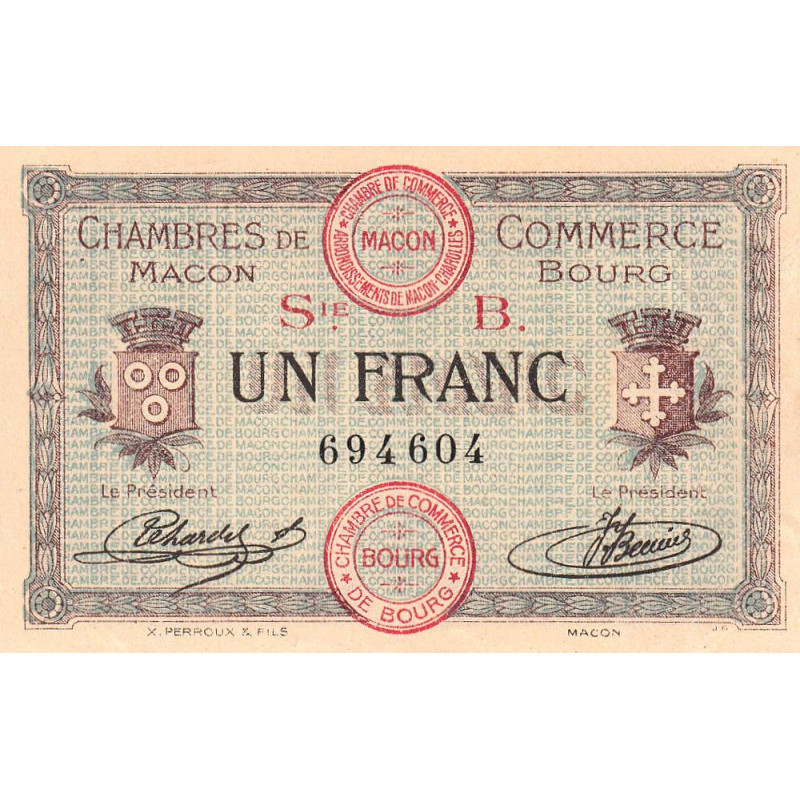 CHAMBRES DE COMMERCE
MACON BOURG
★ CHAMBRE DE COMMERCE ★
ARRONDISSEMENTS DE MACON-CHAROLLES
MACON
SIE B.
UN FRANC
694604
Le Président Le Président
CHAMBRE DE COMMERCE
BOURG
★ DE BOURG ★
X. PERROUX & FILS MACON J.G.